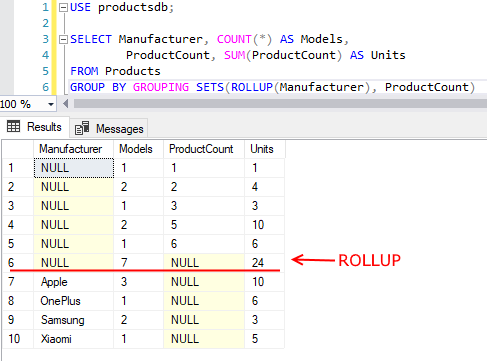 1 USE productsdb;
2
3 SELECT Manufacturer, COUNT(*) AS Models,
4 ProductCount, SUM(ProductCount) AS Units
5 FROM Products
6 GROUP BY GROUPING SETS(ROLLUP(Manufacturer), ProductCount)
100 %
Results Messages
Manufacturer Models ProductCount Units
1 NULL 1 1 1
2 NULL 2 2 4
3 NULL 1 3 3
4 NULL 2 5 10
5 NULL 1 6 6
6 NULL 7 NULL 24 ROLLUP
7 Apple 3 NULL 10
8 OnePlus 1 NULL 6
9 Samsung 2 NULL 3
10 Xiaomi 1 NULL 5